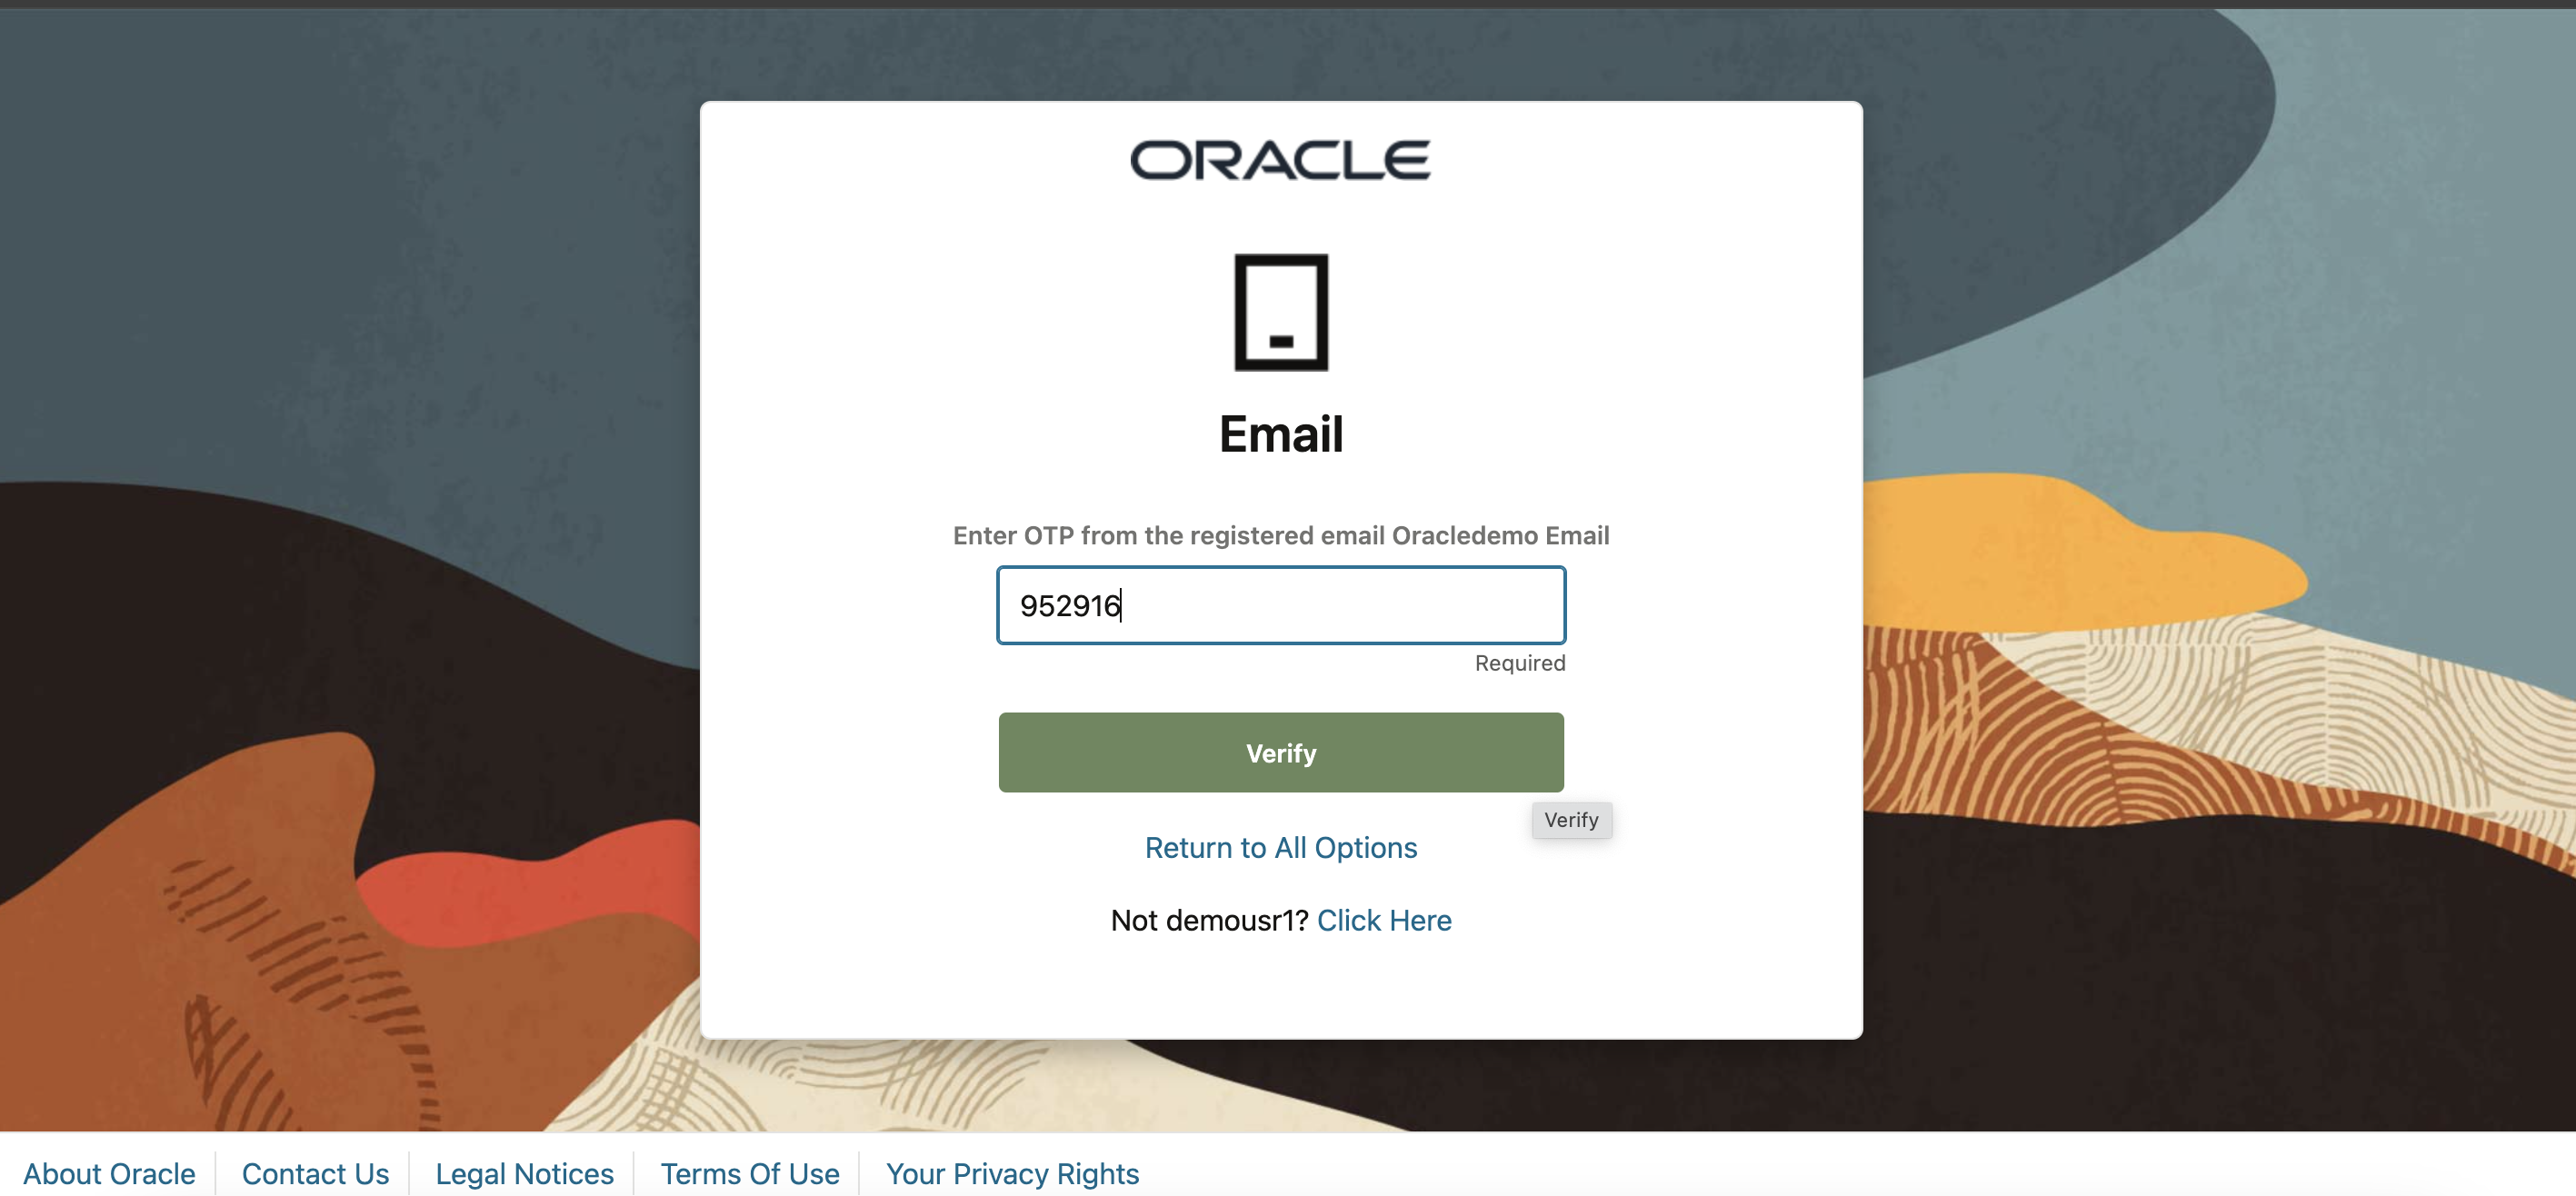 ORACLE
Email
Enter OTP from the registered email Oracledemo Email
952916
Required
Verify
Verify
Return to All Options
Not demousr1? Click Here
About Oracle
Contact Us
Legal Notices
Terms Of Use
Your Privacy Rights